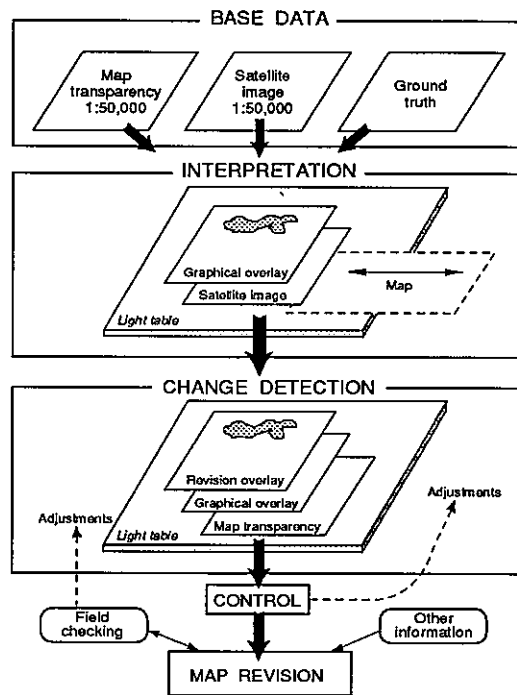 BASE DATA
Map
transparency
1:50,000
Satellite
image
1:50,000
Ground
truth
INTERPRETATION
Graphical overlay
Satellite image
Map
Light table
CHANGE DETECTION
Revision overlay
Graphical overlay
Map transparency
Light table
Adjustments
Adjustments
CONTROL
Field
checking
Other
information
MAP REVISION